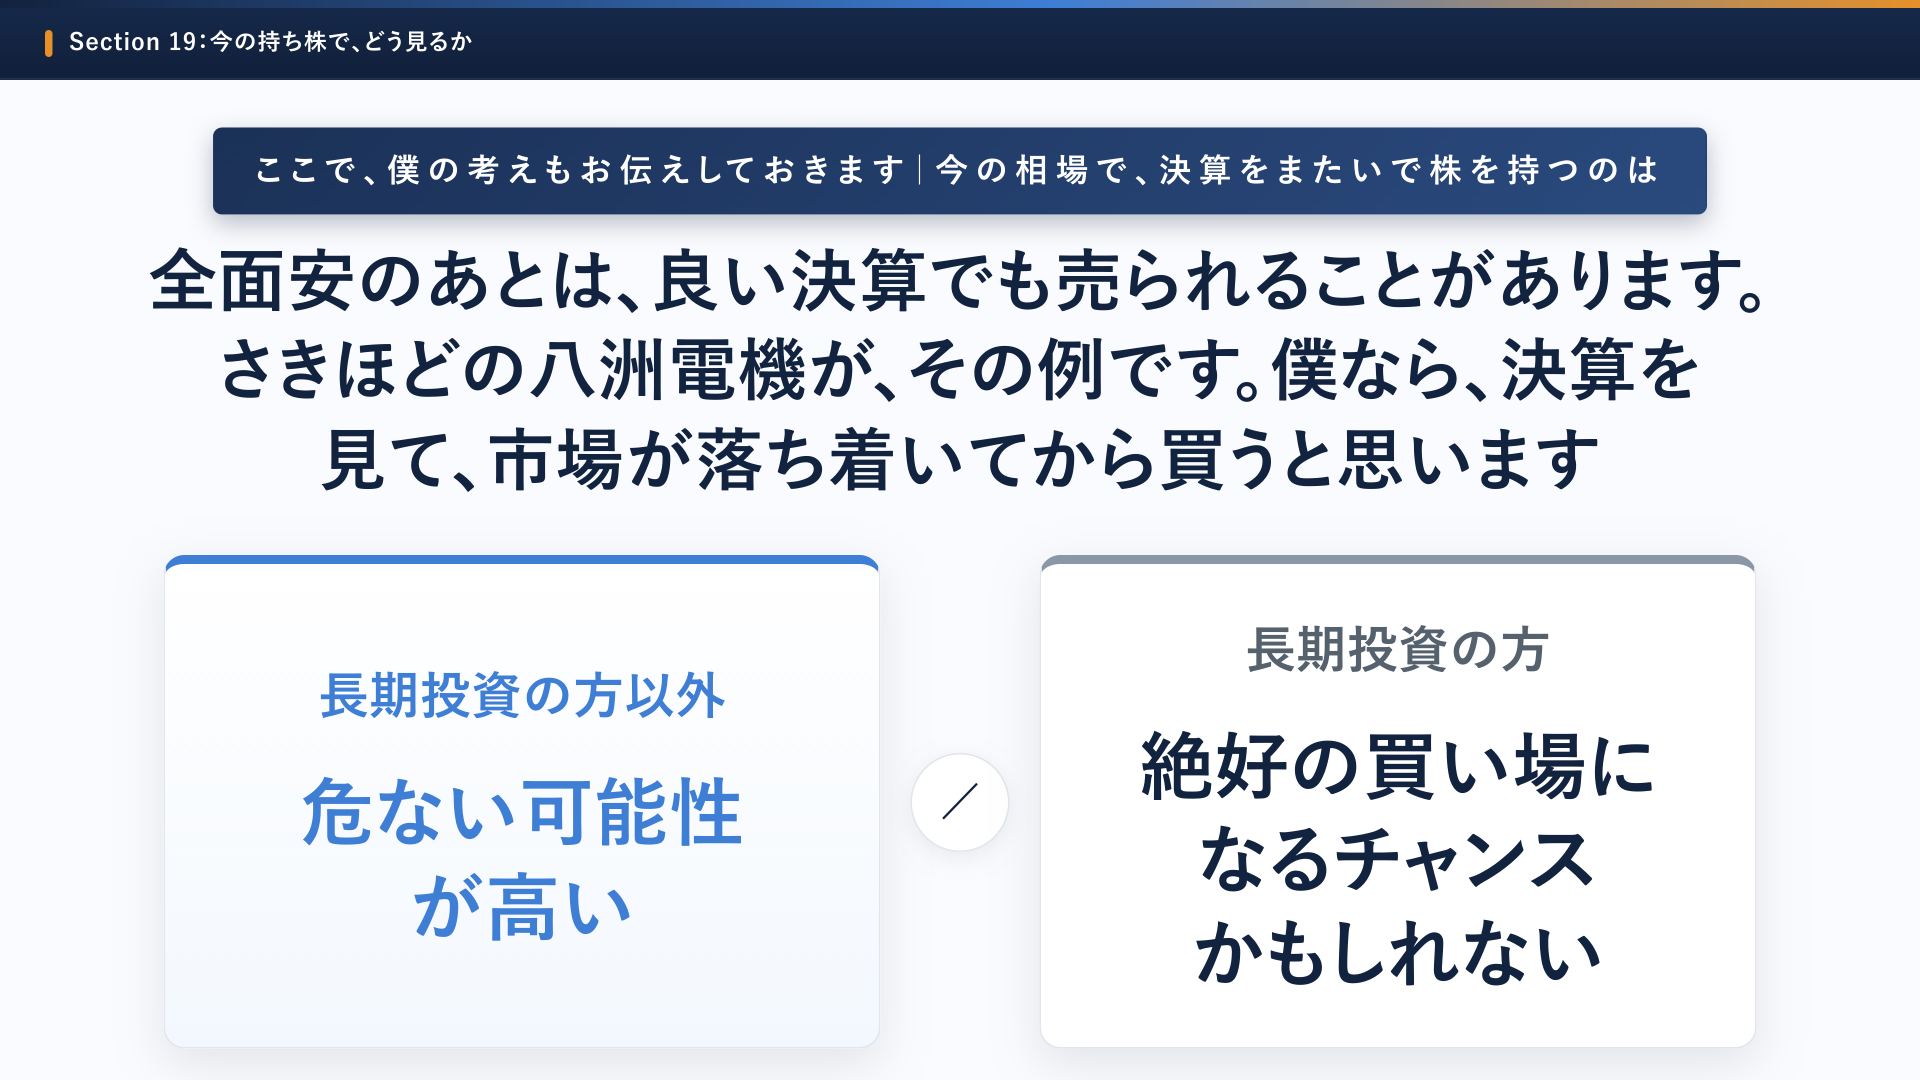 Section 19：今の持ち株で、どう見るか
ここで、僕の考えもお伝えしておきます｜今の相場で、決算をまたいで株を持つのは
全面安のあとは、良い決算でも売られることがあります。
さきほどの八洲電機が、その例です。僕なら、決算を
見て、市場が落ち着いてから買うと思います
長期投資の方以外
危ない可能性
が高い
／
長期投資の方
絶好の買い場に
なるチャンス
かもしれない